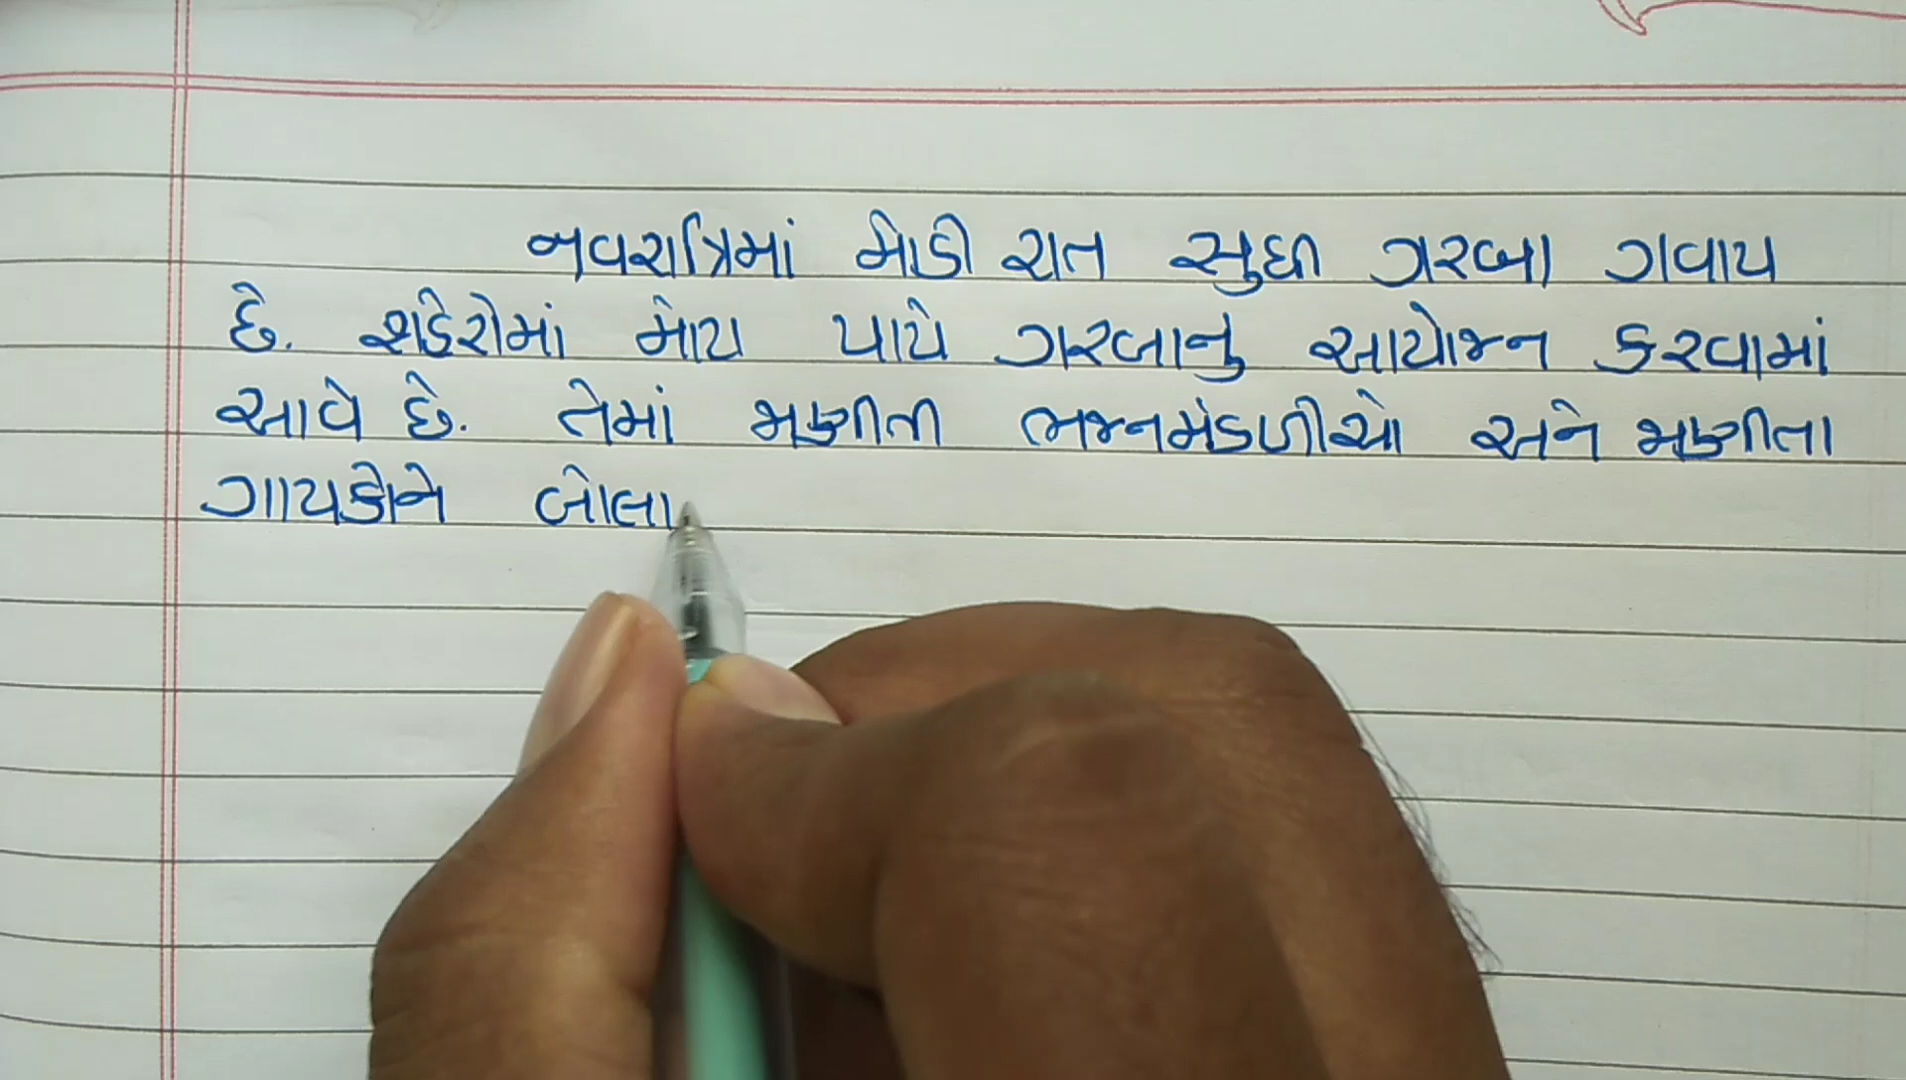 નવરાત્રિમાં મોડી રાત સુધી ગરબા ગવાય
છે. શહેરોમાં મોટા પાયે ગરબાનું આયોજન કરવામાં
આવે છે. તેમાં જાણીતી ભજનમંડળીઓ અને જાણીતા
ગાયકોને બોલા